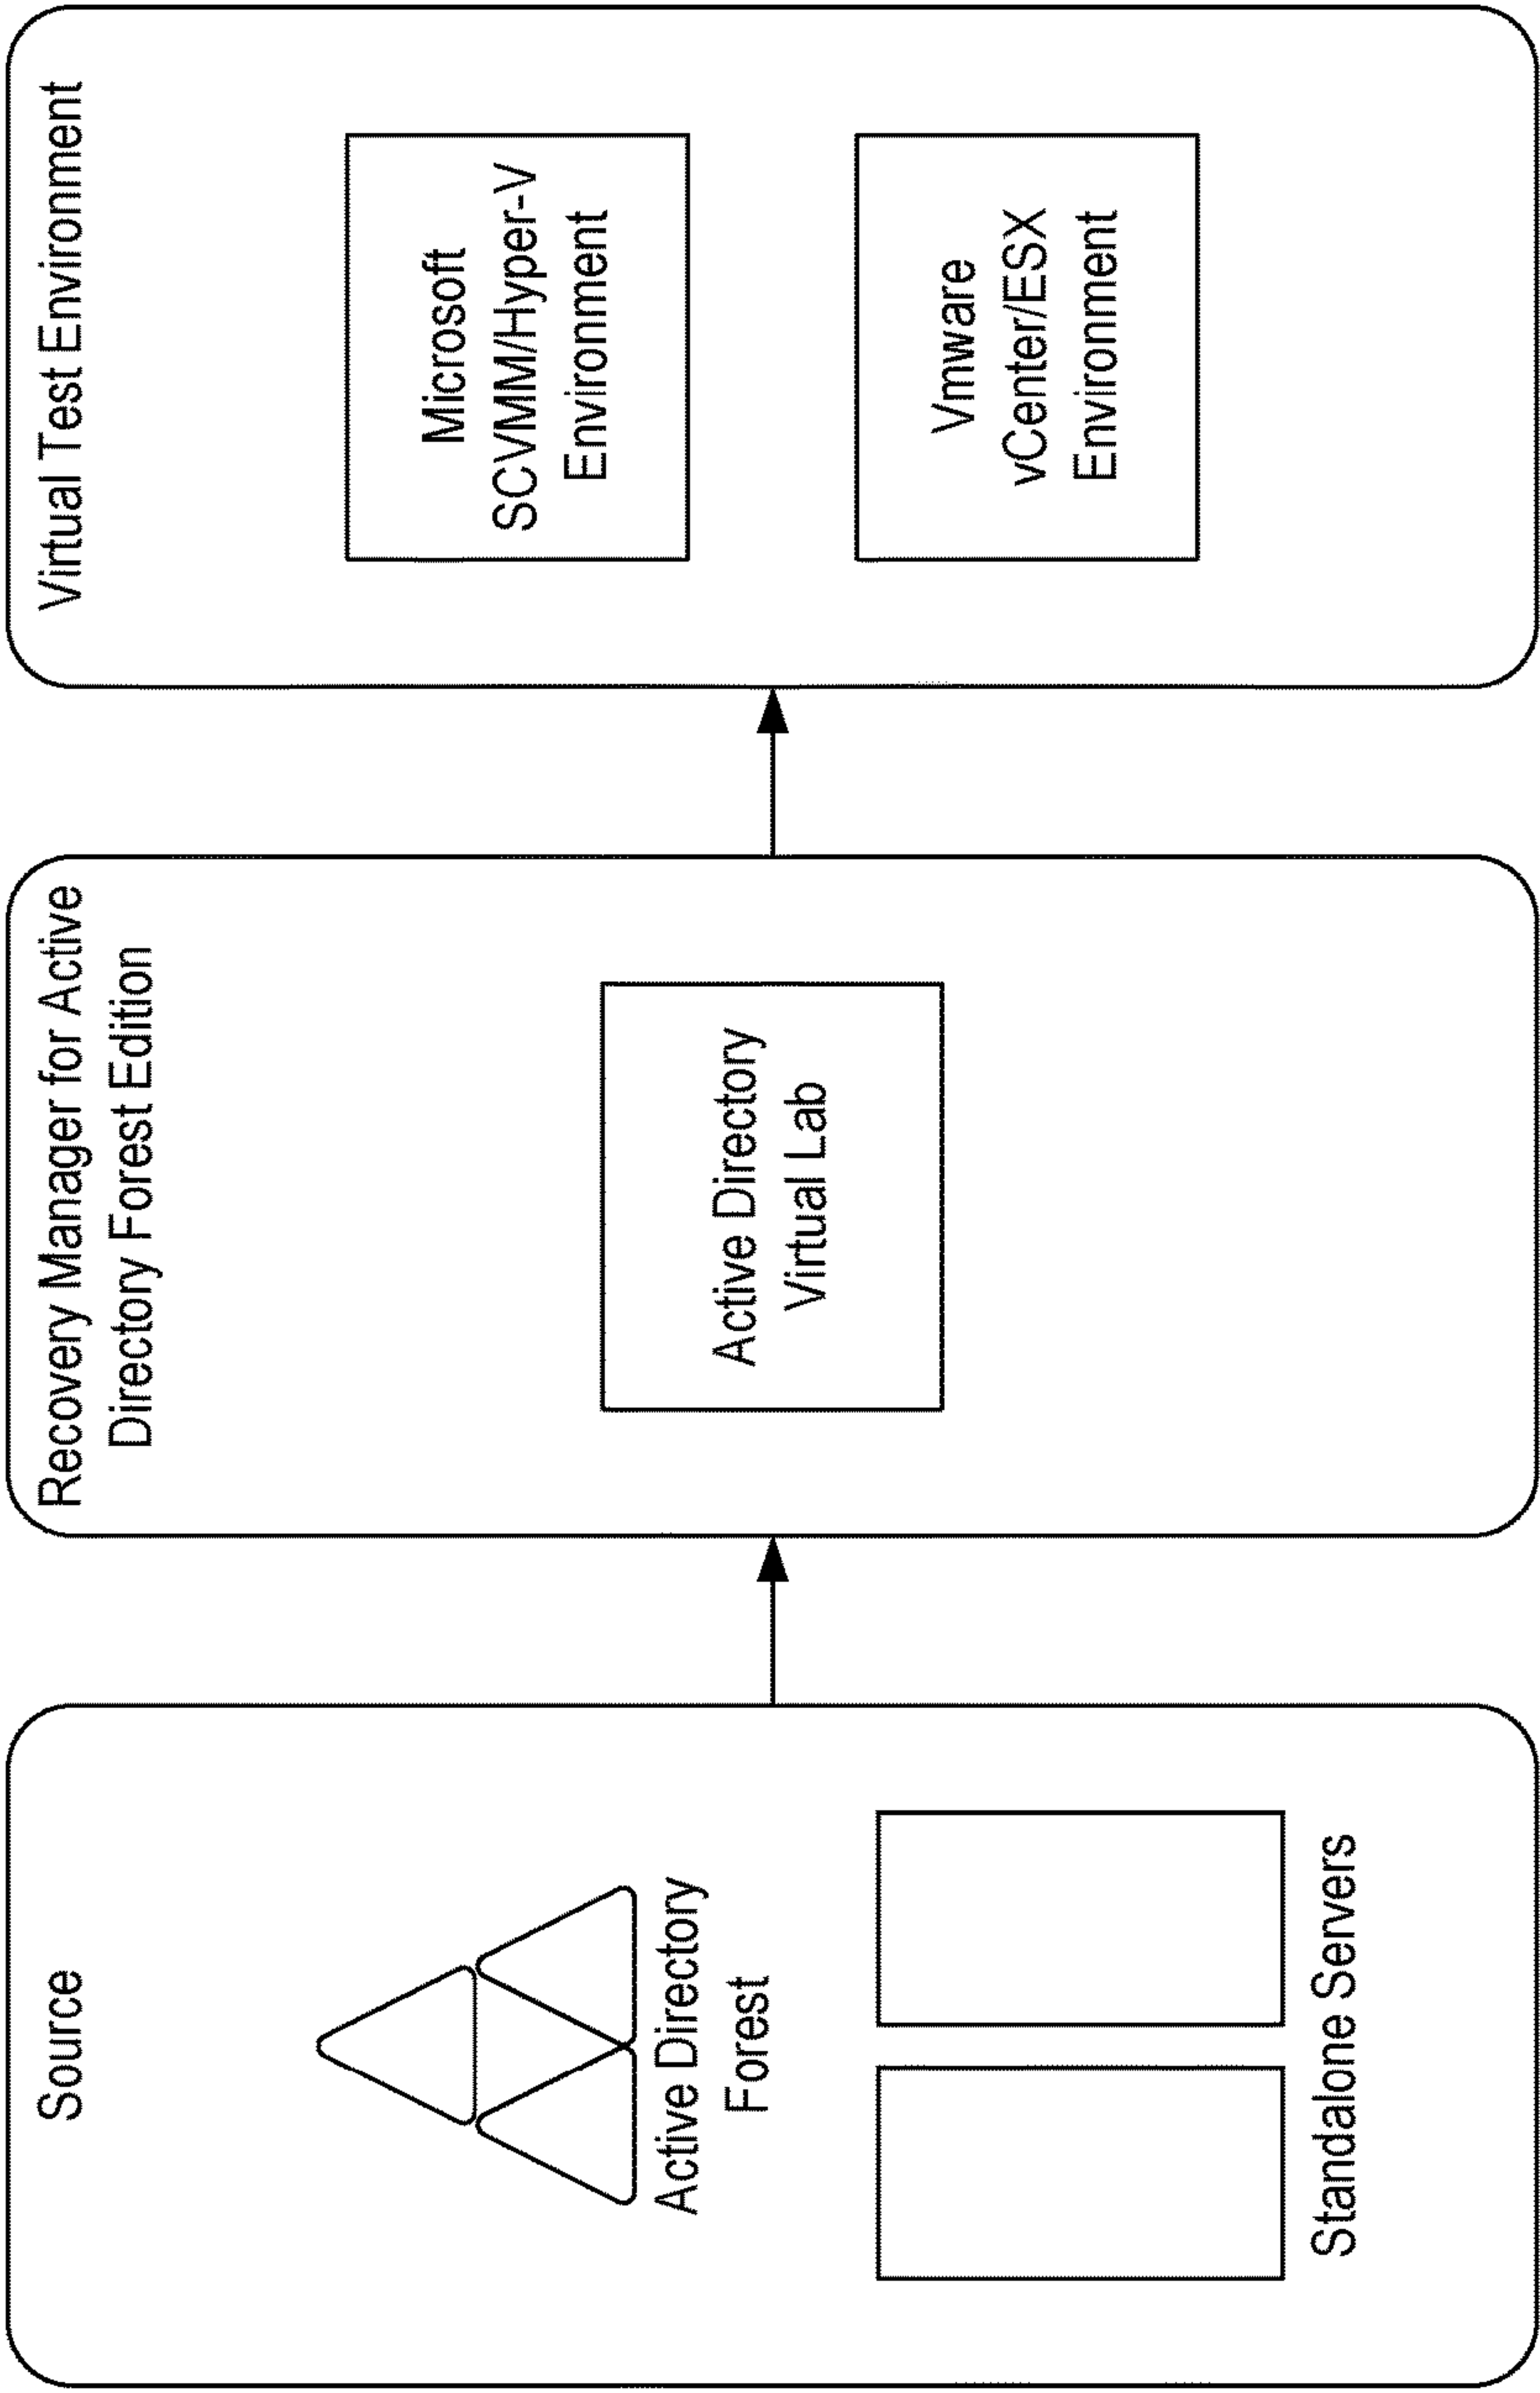 Source
Active Directory
Forest
Standalone Servers
Recovery Manager for Active
Directory Forest Edition
Active Directory
Virtual Lab
Virtual Test Environment
Microsoft
SCVMM/Hyper-V
Environment
Vmware
vCenter/ESX
Environment